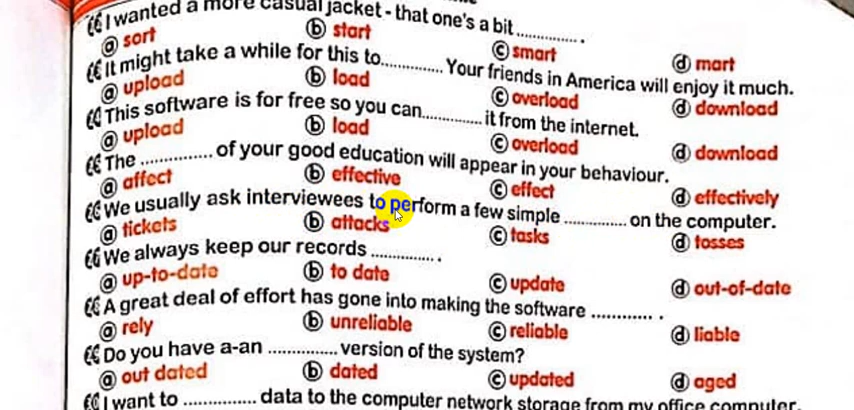 I wanted a more casual jacket - that one's a bit.............. .
ⓐ sort ⓑ start ⓒ smart ⓓ mart
It might take a while for this to............. Your friends in America will enjoy it much.
ⓐ upload ⓑ load ⓒ overload ⓓ download
This software is for free so you can............. it from the internet.
ⓐ upload ⓑ load ⓒ overload ⓓ download
The ............... of your good education will appear in your behaviour.
ⓐ affect ⓑ effective ⓒ effect ⓓ effectively
We usually ask interviewees to perform a few simple ............. on the computer.
ⓐ tickets ⓑ attacks ⓒ tasks ⓓ tosses
We always keep our records ............. .
ⓐ up-to-date ⓑ to date ⓒ update ⓓ out-of-date
A great deal of effort has gone into making the software ............ .
ⓐ rely ⓑ unreliable ⓒ reliable ⓓ liable
Do you have a-an .............. version of the system?
ⓐ out dated ⓑ dated ⓒ updated ⓓ aged
I want to ............... data to the computer network storage from my office computer.